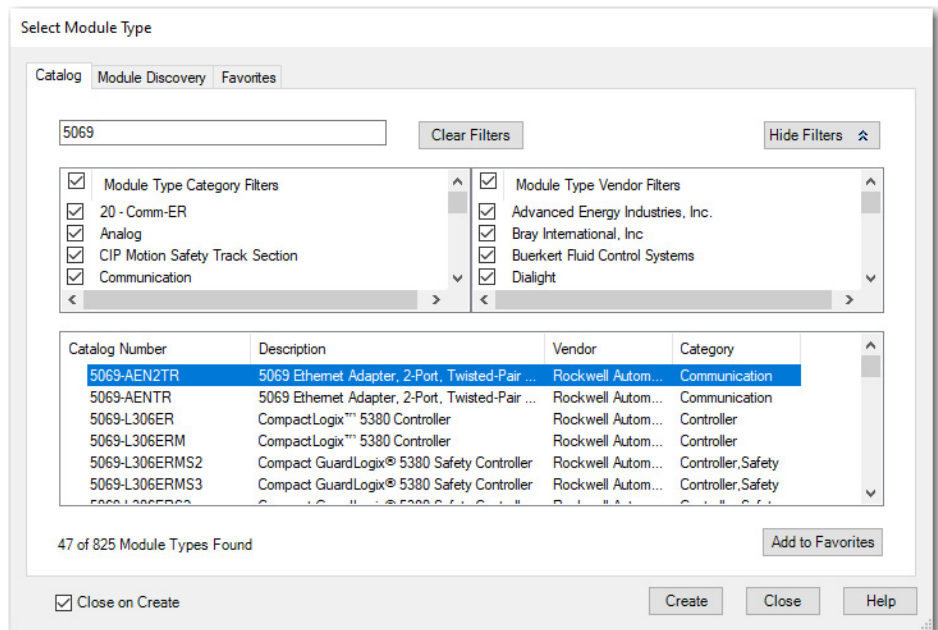 Select Module Type
Catalog Module Discovery Favorites
5069 Clear Filters Hide Filters
Module Type Category Filters
20 - Comm-ER
Analog
CIP Motion Safety Track Section
Communication
Module Type Vendor Filters
Advanced Energy Industries, Inc.
Bray International, Inc
Buerkert Fluid Control Systems
Dialight
Catalog Number Description Vendor Category
5069-AEN2TR 5069 Ethernet Adapter, 2-Port, Twisted-Pair ... Rockwell Autom... Communication
5069-AENTR 5069 Ethernet Adapter, 2-Port, Twisted-Pair ... Rockwell Autom... Communication
5069-L306ER CompactLogix™ 5380 Controller Rockwell Autom... Controller
5069-L306ERM CompactLogix™ 5380 Controller Rockwell Autom... Controller
5069-L306ERMS2 Compact GuardLogix® 5380 Safety Controller Rockwell Autom... Controller,Safety
5069-L306ERMS3 Compact GuardLogix® 5380 Safety Controller Rockwell Autom... Controller,Safety
47 of 825 Module Types Found Add to Favorites
Close on Create Create Close Help